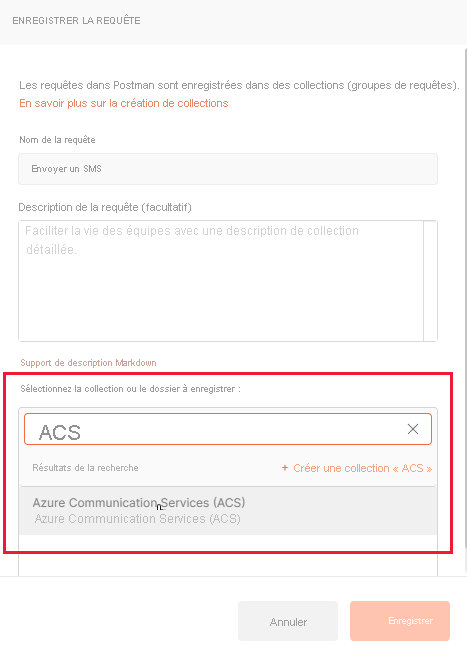 ENREGISTRER LA REQUÊTE
Les requêtes dans Postman sont enregistrées dans des collections (groupes de requêtes).
En savoir plus sur la création de collections
Nom de la requête
Envoyer un SMS
Description de la requête (facultatif)
Faciliter la vie des équipes avec une description de collection
détaillée.
Support de description Markdown
Sélectionnez la collection ou le dossier à enregistrer :
ACS
Résultats de la recherche
+ Créer une collection « ACS »
Azure Communication Services (ACS)
Azure Communication Services (ACS)
Annuler
Enregistrer